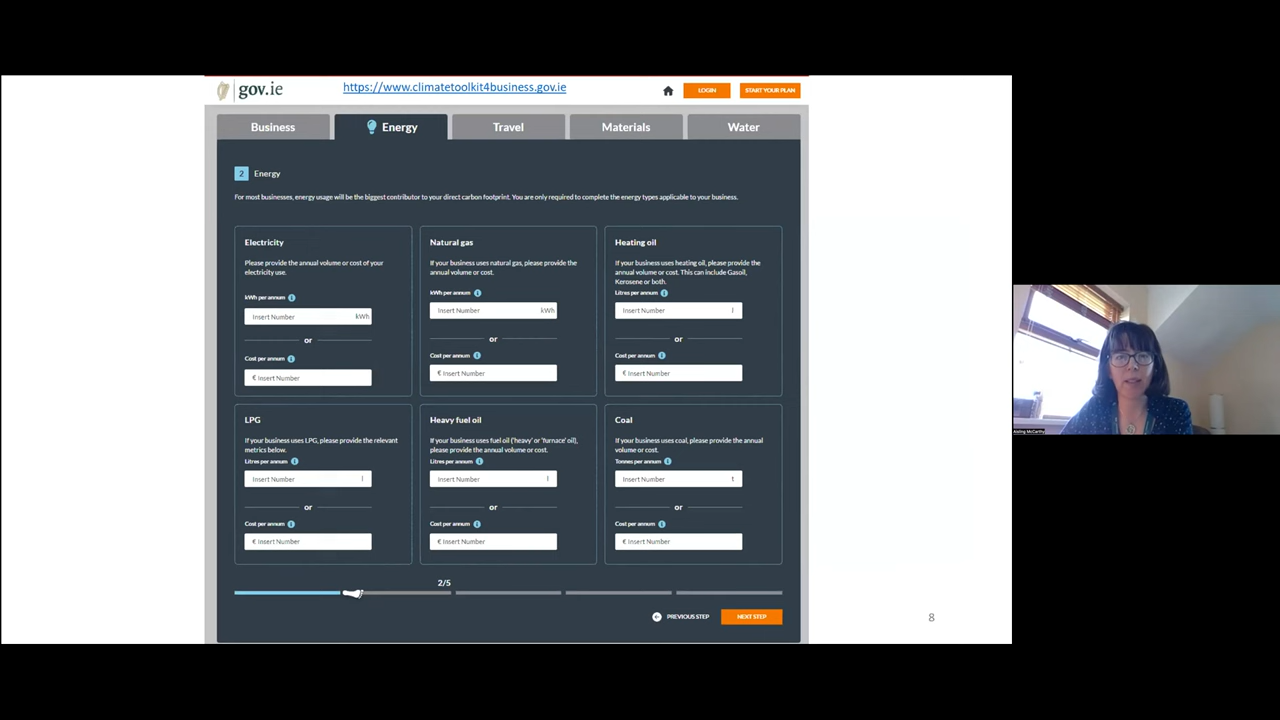 gov.ie
https://www.climatetoolkit4business.gov.ie
LOGIN
START YOUR PLAN
Business
Energy
Travel
Materials
Water
2 Energy
For most businesses, energy usage will be the biggest contributor to your direct carbon footprint. You are only required to complete the energy types applicable to your business.
Electricity
Please provide the annual volume or cost of your
electricity use.
kWh per annum
Insert Number kWh
or
Cost per annum
€ Insert Number
Natural gas
If your business uses natural gas, please provide the
annual volume or cost.
kWh per annum
Insert Number kWh
or
Cost per annum
€ Insert Number
Heating oil
If your business uses heating oil, please provide the
annual volume or cost. This can include Gasoil,
Kerosene or both.
Litres per annum
Insert Number l
or
Cost per annum
€ Insert Number
LPG
If your business uses LPG, please provide the relevant
metrics below.
Litres per annum
Insert Number l
or
Cost per annum
€ Insert Number
Heavy fuel oil
If your business uses fuel oil ('heavy' or 'furnace' oil),
please provide the annual volume or cost.
Litres per annum
Insert Number l
or
Cost per annum
€ Insert Number
Coal
If your business uses coal, please provide the annual
volume or cost.
Tonnes per annum
Insert Number t
or
Cost per annum
€ Insert Number
2/5
PREVIOUS STEP
NEXT STEP
8
Aisling McCarthy